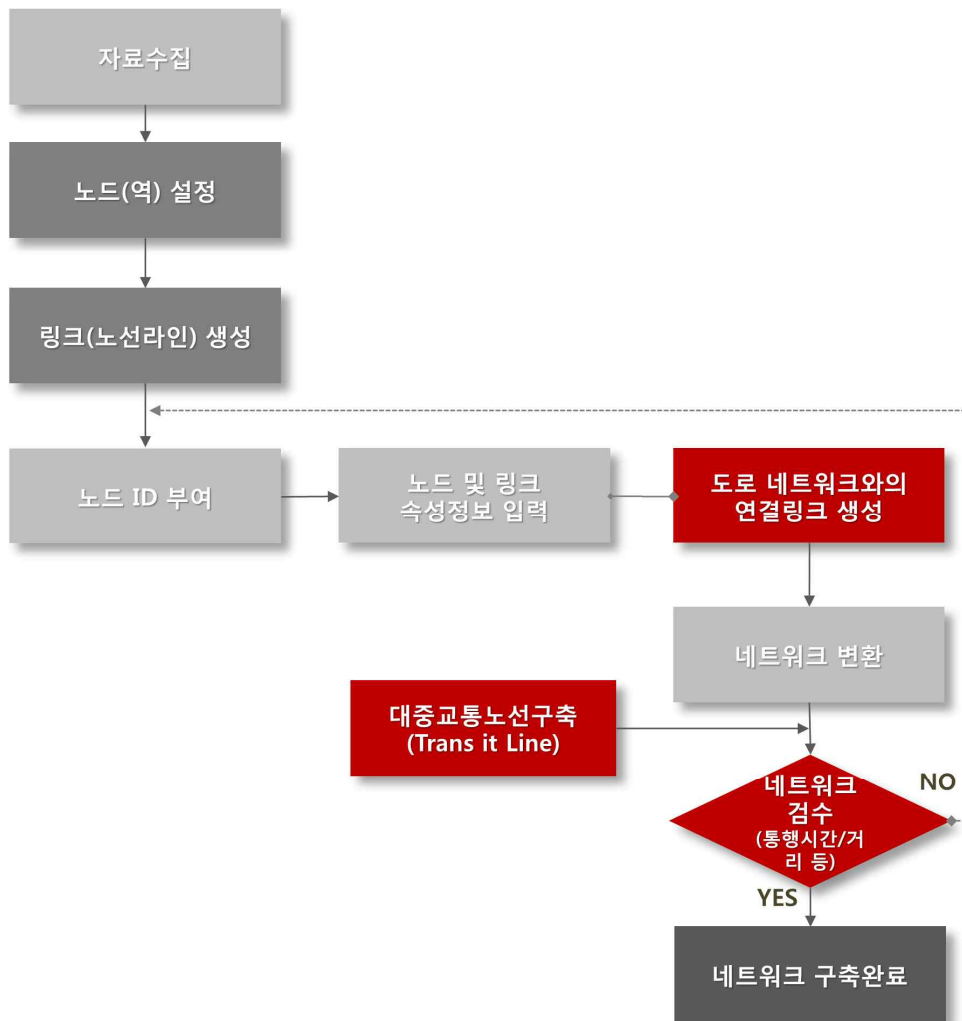 자료수집
노드(역) 설정
링크(노선라인) 생성
노드 ID 부여
노드 및 링크
속성정보 입력
도로 네트워크와의
연결링크 생성
네트워크 변환
대중교통노선구축
(Trans it Line)
네트워크
검수
(통행시간/거
리 등)
NO
YES
네트워크 구축완료